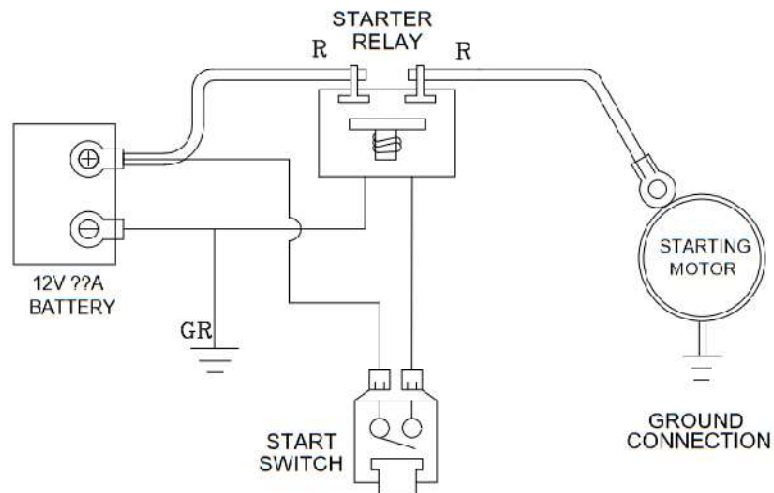 STARTER
RELAY
R
R
12V ??A
BATTERY
STARTING
MOTOR
GR
START
SWITCH
GROUND
CONNECTION